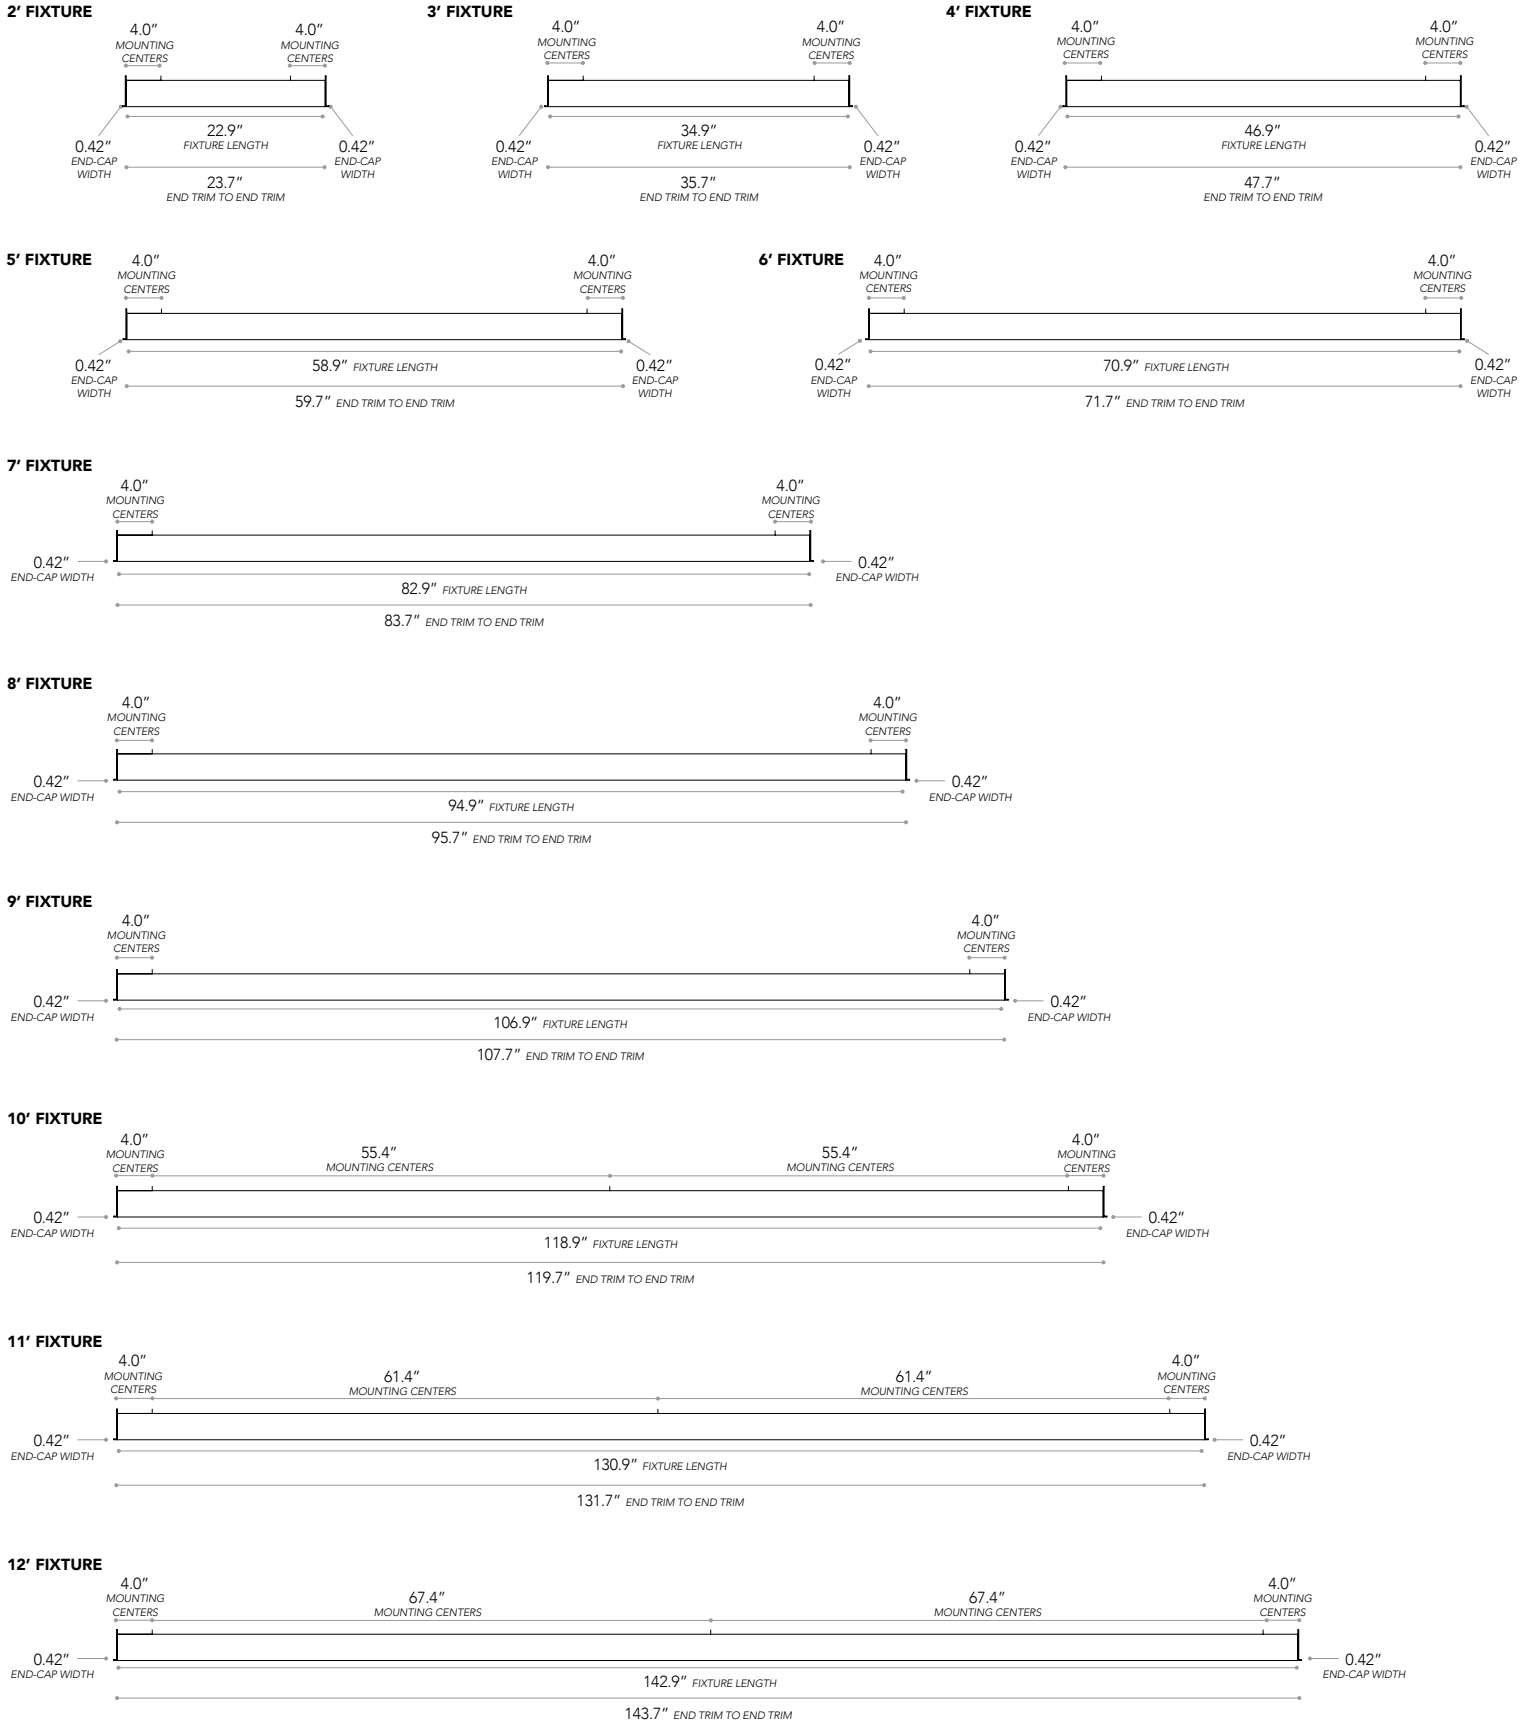 2’ FIXTURE
4.0”
MOUNTING
CENTERS
4.0”
MOUNTING
CENTERS
0.42”
END-CAP
WIDTH
22.9”
FIXTURE LENGTH
0.42”
END-CAP
WIDTH
23.7”
END TRIM TO END TRIM
3’ FIXTURE
4.0”
MOUNTING
CENTERS
4.0”
MOUNTING
CENTERS
0.42”
END-CAP
WIDTH
34.9”
FIXTURE LENGTH
0.42”
END-CAP
WIDTH
35.7”
END TRIM TO END TRIM
4’ FIXTURE
4.0”
MOUNTING
CENTERS
4.0”
MOUNTING
CENTERS
0.42”
END-CAP
WIDTH
46.9”
FIXTURE LENGTH
0.42”
END-CAP
WIDTH
47.7”
END TRIM TO END TRIM
5’ FIXTURE
4.0”
MOUNTING
CENTERS
4.0”
MOUNTING
CENTERS
0.42”
END-CAP
WIDTH
58.9” FIXTURE LENGTH
0.42”
END-CAP
WIDTH
59.7” END TRIM TO END TRIM
6’ FIXTURE
4.0”
MOUNTING
CENTERS
4.0”
MOUNTING
CENTERS
0.42”
END-CAP
WIDTH
70.9” FIXTURE LENGTH
0.42”
END-CAP
WIDTH
71.7” END TRIM TO END TRIM
7’ FIXTURE
4.0”
MOUNTING
CENTERS
4.0”
MOUNTING
CENTERS
0.42”
END-CAP WIDTH
0.42”
END-CAP WIDTH
82.9” FIXTURE LENGTH
83.7” END TRIM TO END TRIM
8’ FIXTURE
4.0”
MOUNTING
CENTERS
4.0”
MOUNTING
CENTERS
0.42”
END-CAP WIDTH
0.42”
END-CAP WIDTH
94.9” FIXTURE LENGTH
95.7” END TRIM TO END TRIM
9’ FIXTURE
4.0”
MOUNTING
CENTERS
4.0”
MOUNTING
CENTERS
0.42”
END-CAP WIDTH
0.42”
END-CAP WIDTH
106.9” FIXTURE LENGTH
107.7” END TRIM TO END TRIM
10’ FIXTURE
4.0”
MOUNTING
CENTERS
55.4”
MOUNTING CENTERS
55.4”
MOUNTING CENTERS
4.0”
MOUNTING
CENTERS
0.42”
END-CAP WIDTH
0.42”
END-CAP WIDTH
118.9” FIXTURE LENGTH
119.7” END TRIM TO END TRIM
11’ FIXTURE
4.0”
MOUNTING
CENTERS
61.4”
MOUNTING CENTERS
61.4”
MOUNTING CENTERS
4.0”
MOUNTING
CENTERS
0.42”
END-CAP WIDTH
0.42”
END-CAP WIDTH
130.9” FIXTURE LENGTH
131.7” END TRIM TO END TRIM
12’ FIXTURE
4.0”
MOUNTING
CENTERS
67.4”
MOUNTING CENTERS
67.4”
MOUNTING CENTERS
4.0”
MOUNTING
CENTERS
0.42”
END-CAP WIDTH
0.42”
END-CAP WIDTH
142.9” FIXTURE LENGTH
143.7” END TRIM TO END TRIM